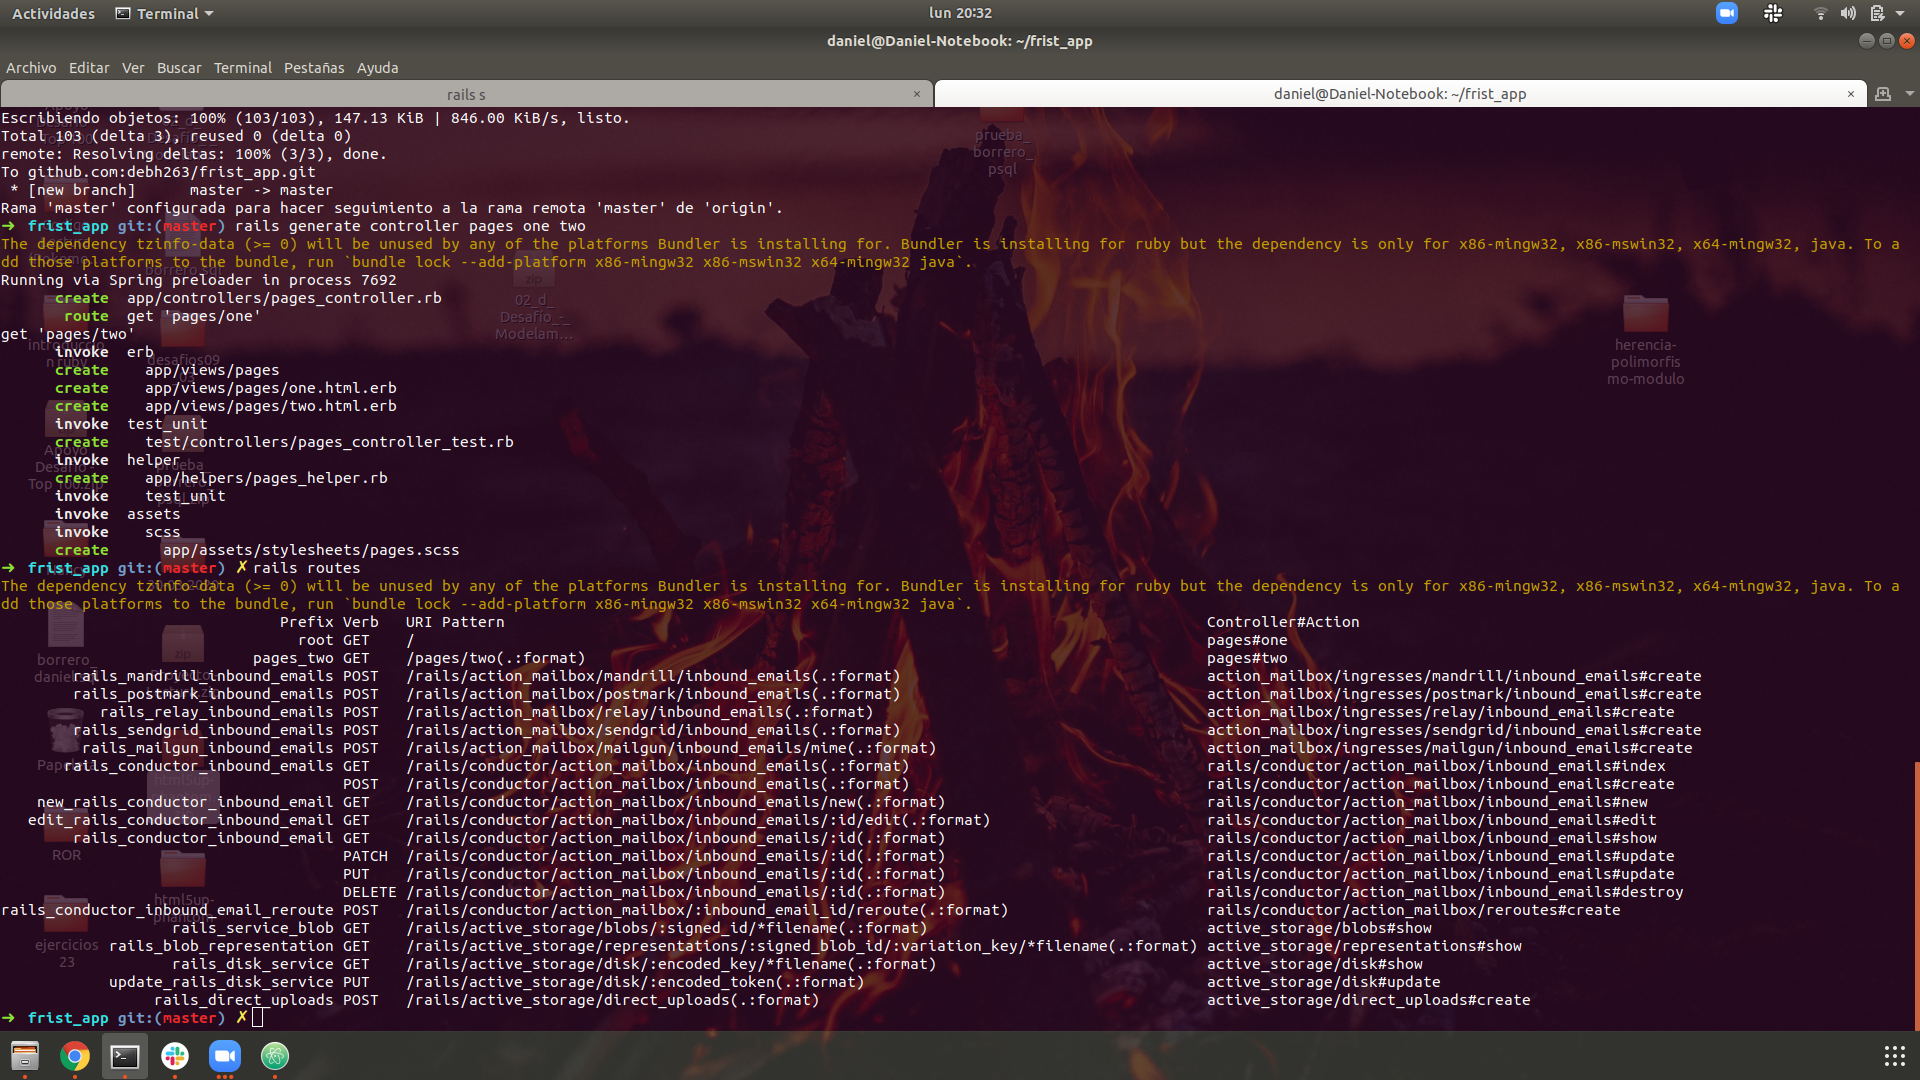 Actividades Terminal lun 20:32
daniel@Daniel-Notebook: ~/frist_app
Archivo Editar Ver Buscar Terminal Pestañas Ayuda
rails s × daniel@Daniel-Notebook: ~/frist_app ×
Escribiendo objetos: 100% (103/103), 147.13 KiB | 846.00 KiB/s, listo.
Total 103 (delta 3), reused 0 (delta 0)
remote: Resolving deltas: 100% (3/3), done.
To github.com:debh263/frist_app.git
 * [new branch]      master -> master
Rama 'master' configurada para hacer seguimiento a la rama remota 'master' de 'origin'.
➜  frist_app git:(master) rails generate controller pages one two
The dependency tzinfo-data (>= 0) will be unused by any of the platforms Bundler is installing for. Bundler is installing for ruby but the dependency is only for x86-mingw32, x86-mswin32, x64-mingw32, java. To a
dd those platforms to the bundle, run `bundle lock --add-platform x86-mingw32 x86-mswin32 x64-mingw32 java`.
Running via Spring preloader in process 7692
      create  app/controllers/pages_controller.rb
       route  get 'pages/one'
get 'pages/two'
      invoke  erb
      create    app/views/pages
      create    app/views/pages/one.html.erb
      create    app/views/pages/two.html.erb
      invoke  test_unit
      create    test/controllers/pages_controller_test.rb
      invoke  helper
      create    app/helpers/pages_helper.rb
      invoke    test_unit
      invoke  assets
      invoke    scss
      create      app/assets/stylesheets/pages.scss
➜  frist_app git:(master) ✗ rails routes
The dependency tzinfo-data (>= 0) will be unused by any of the platforms Bundler is installing for. Bundler is installing for ruby but the dependency is only for x86-mingw32, x86-mswin32, x64-mingw32, java. To a
dd those platforms to the bundle, run `bundle lock --add-platform x86-mingw32 x86-mswin32 x64-mingw32 java`.
Prefix Verb   URI Pattern   Controller#Action
root GET    /   pages#one
pages_two GET    /pages/two(.:format)   pages#two
rails_mandrill_inbound_emails POST   /rails/action_mailbox/mandrill/inbound_emails(.:format)   action_mailbox/ingresses/mandrill/inbound_emails#create
rails_postmark_inbound_emails POST   /rails/action_mailbox/postmark/inbound_emails(.:format)   action_mailbox/ingresses/postmark/inbound_emails#create
rails_relay_inbound_emails POST   /rails/action_mailbox/relay/inbound_emails(.:format)   action_mailbox/ingresses/relay/inbound_emails#create
rails_sendgrid_inbound_emails POST   /rails/action_mailbox/sendgrid/inbound_emails(.:format)   action_mailbox/ingresses/sendgrid/inbound_emails#create
rails_mailgun_inbound_emails POST   /rails/action_mailbox/mailgun/inbound_emails/mime(.:format)   action_mailbox/ingresses/mailgun/inbound_emails#create
rails_conductor_inbound_emails GET    /rails/conductor/action_mailbox/inbound_emails(.:format)   rails/conductor/action_mailbox/inbound_emails#index
POST   /rails/conductor/action_mailbox/inbound_emails(.:format)   rails/conductor/action_mailbox/inbound_emails#create
new_rails_conductor_inbound_email GET    /rails/conductor/action_mailbox/inbound_emails/new(.:format)   rails/conductor/action_mailbox/inbound_emails#new
edit_rails_conductor_inbound_email GET    /rails/conductor/action_mailbox/inbound_emails/:id/edit(.:format)   rails/conductor/action_mailbox/inbound_emails#edit
rails_conductor_inbound_email GET    /rails/conductor/action_mailbox/inbound_emails/:id(.:format)   rails/conductor/action_mailbox/inbound_emails#show
PATCH  /rails/conductor/action_mailbox/inbound_emails/:id(.:format)   rails/conductor/action_mailbox/inbound_emails#update
PUT    /rails/conductor/action_mailbox/inbound_emails/:id(.:format)   rails/conductor/action_mailbox/inbound_emails#update
DELETE /rails/conductor/action_mailbox/inbound_emails/:id(.:format)   rails/conductor/action_mailbox/inbound_emails#destroy
rails_conductor_inbound_email_reroute POST   /rails/conductor/action_mailbox/:inbound_email_id/reroute(.:format)   rails/conductor/action_mailbox/reroutes#create
rails_service_blob GET    /rails/active_storage/blobs/:signed_id/*filename(.:format)   active_storage/blobs#show
rails_blob_representation GET    /rails/active_storage/representations/:signed_blob_id/:variation_key/*filename(.:format) active_storage/representations#show
rails_disk_service GET    /rails/active_storage/disk/:encoded_key/*filename(.:format)   active_storage/disk#show
update_rails_disk_service PUT    /rails/active_storage/disk/:encoded_token(.:format)   active_storage/disk#update
rails_direct_uploads POST   /rails/active_storage/direct_uploads(.:format)   active_storage/direct_uploads#create
➜  frist_app git:(master) ✗
prueba_
borrero_
psql
zip
02_d_
Desafío_-_
Modelam...
herencia-
polimorfis
mo-modulo
desafios09
borrero_
ROR
html5up-
ejercicios
23